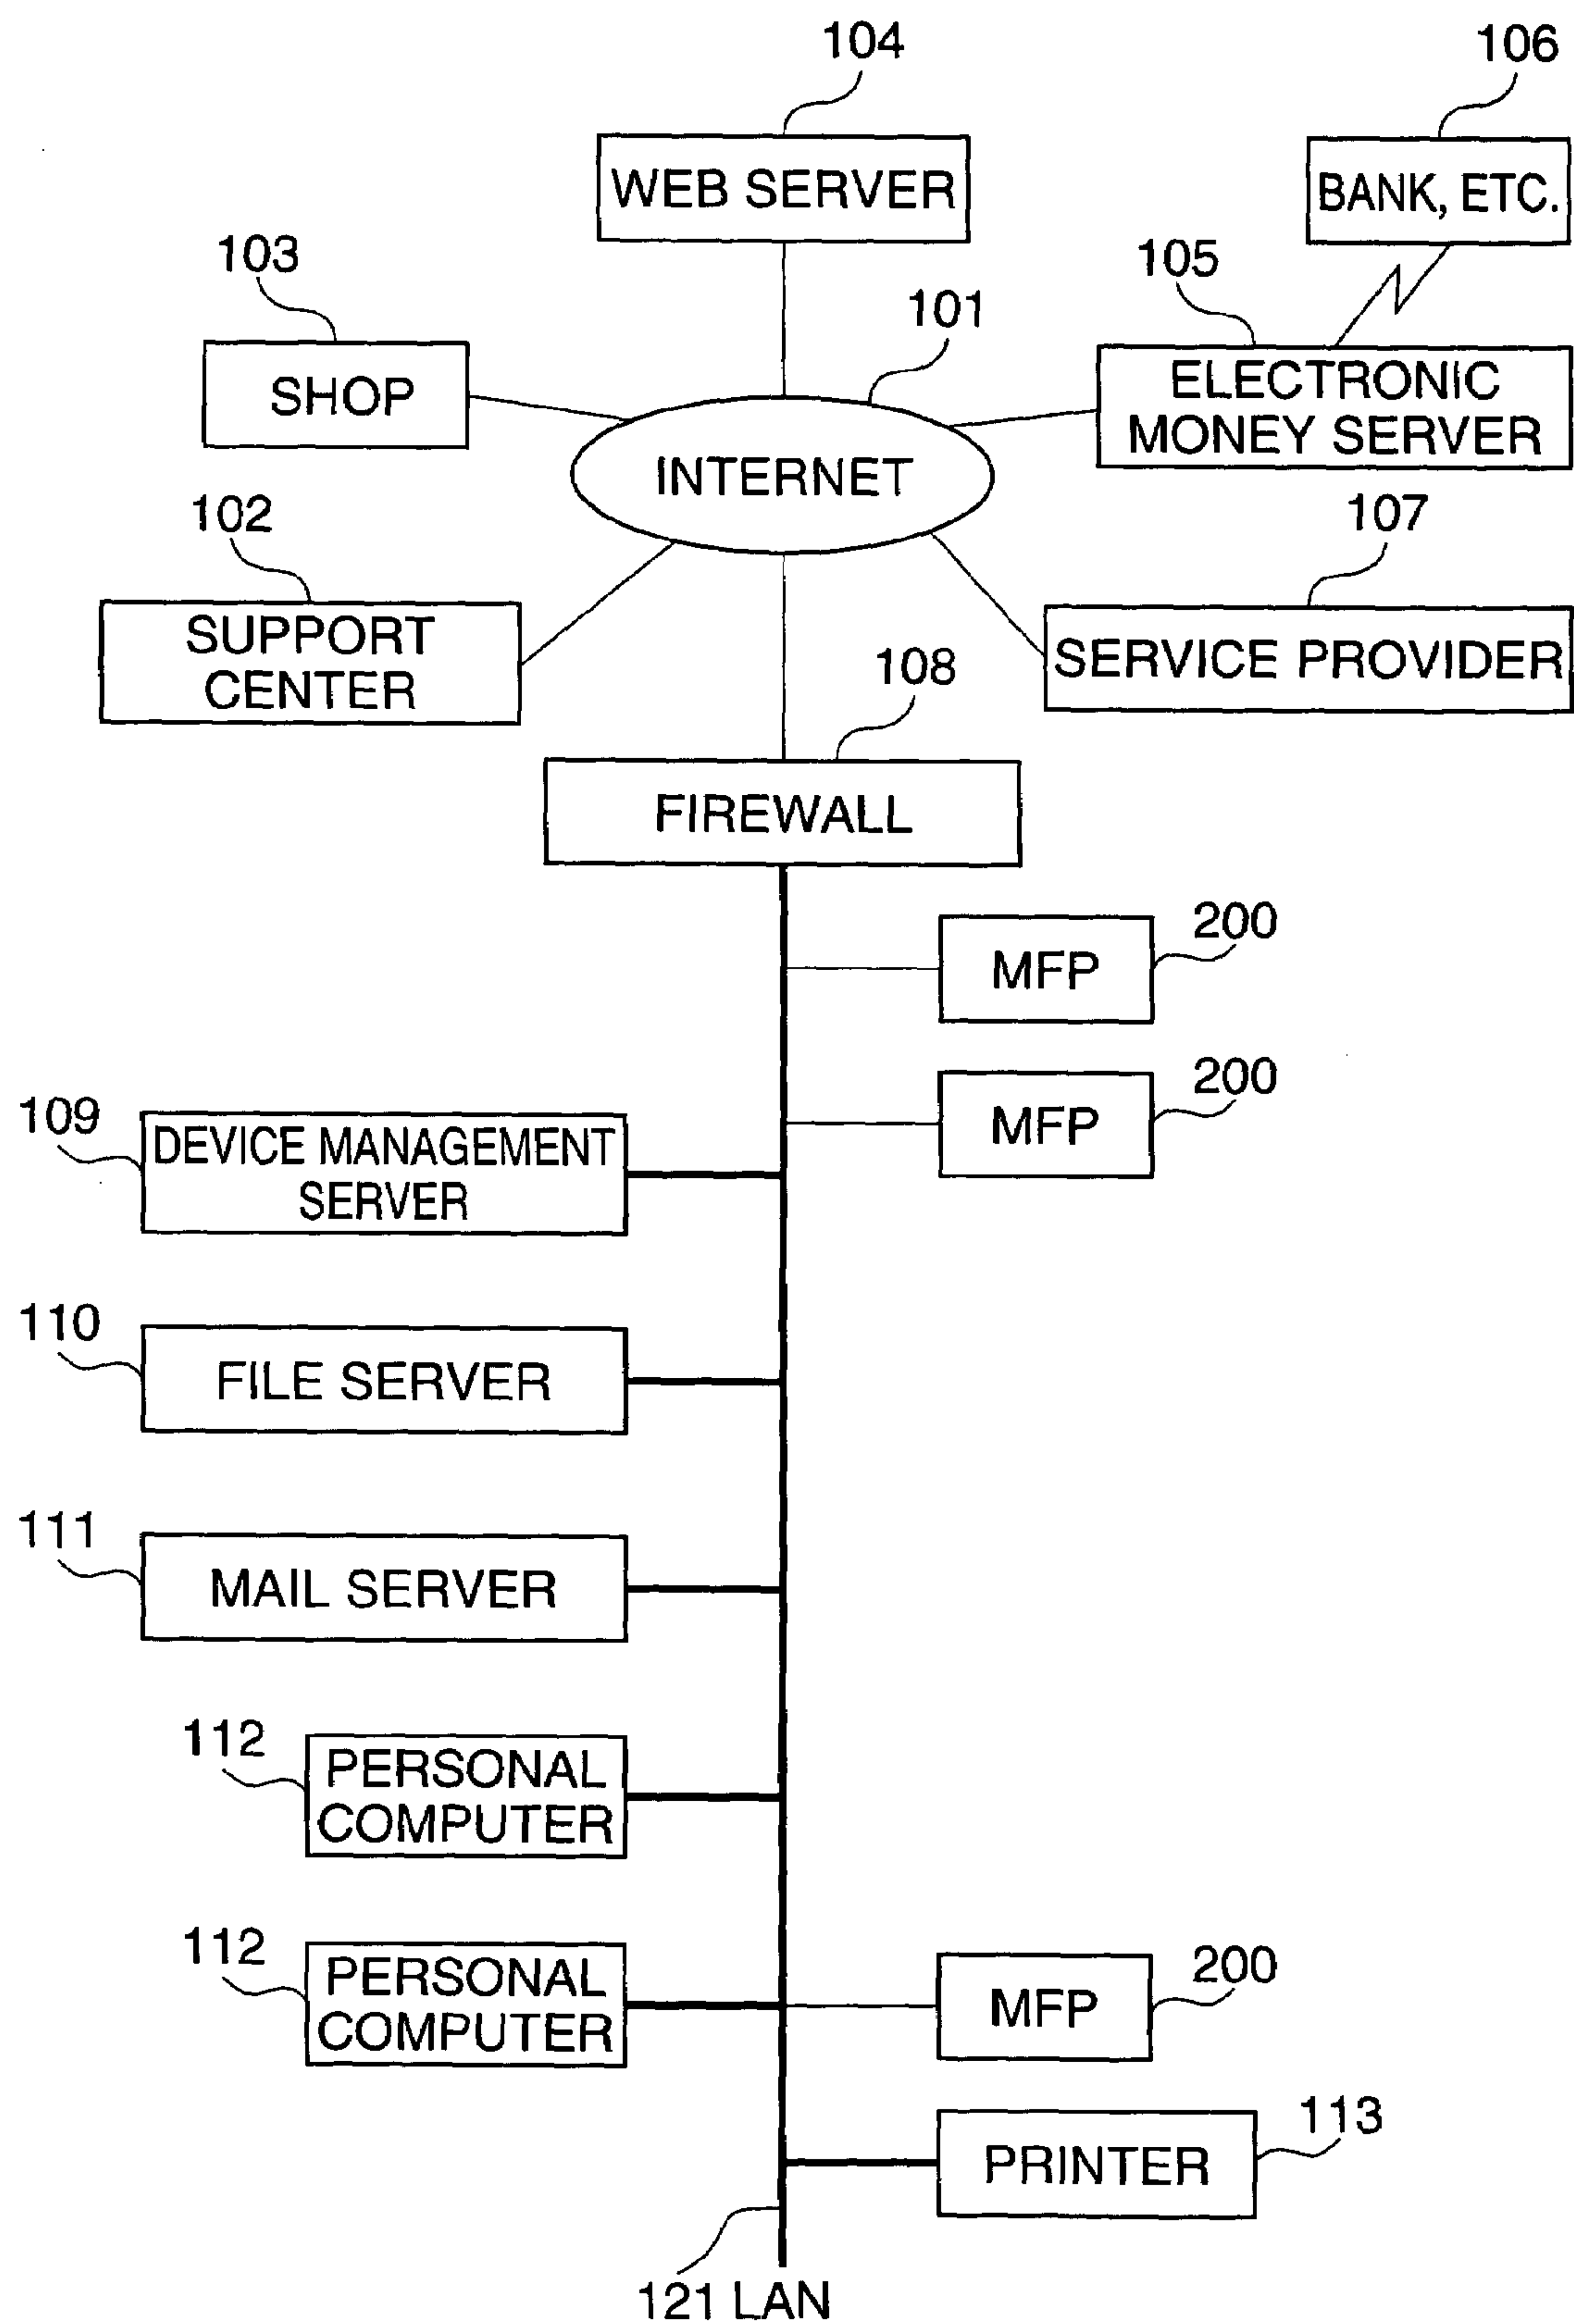 104
106
WEB SERVER
BANK, ETC.
103
105
101
SHOP
ELECTRONIC
MONEY SERVER
INTERNET
102
107
SUPPORT
CENTER
108
SERVICE PROVIDER
FIREWALL
200
MFP
200
MFP
109
DEVICE MANAGEMENT
SERVER
110
FILE SERVER
111
MAIL SERVER
112
PERSONAL
COMPUTER
112
PERSONAL
COMPUTER
200
MFP
113
PRINTER
121 LAN